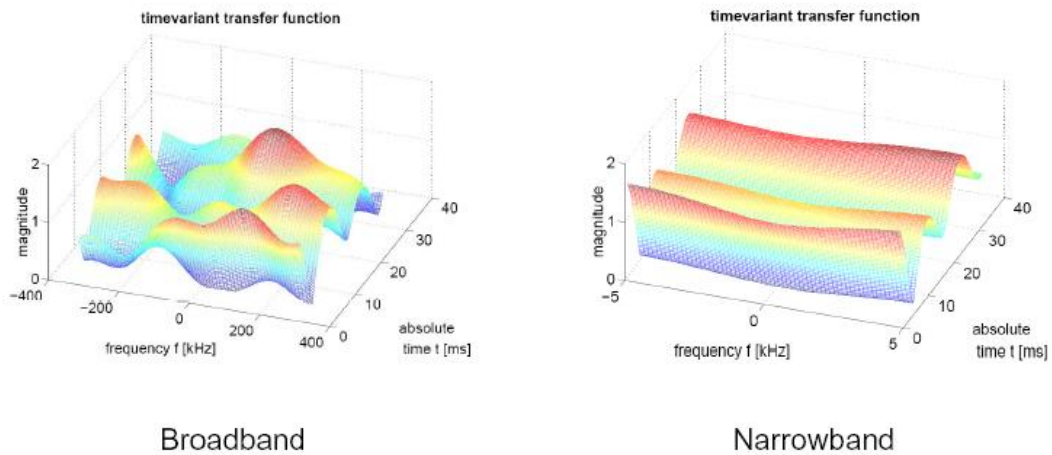 timevariant transfer function
2
1
0
magnitude
−400
−200
0
200
400
frequency f [kHz]
0
10
20
30
40
absolute
time t [ms]
Broadband
timevariant transfer function
2
1
0
magnitude
−5
0
5
frequency f [kHz]
0
10
20
30
40
absolute
time t [ms]
Narrowband